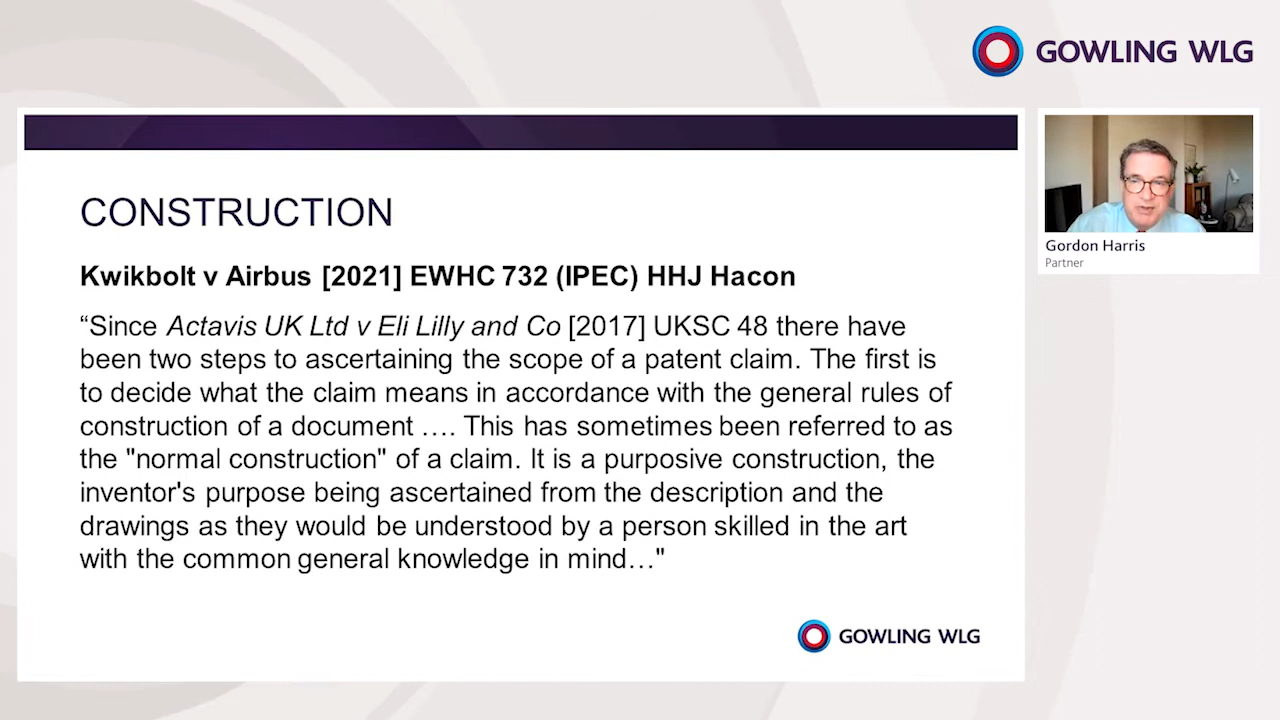 GOWLING WLG
CONSTRUCTION
Kwikbolt v Airbus [2021] EWHC 732 (IPEC) HHJ Hacon
“Since Actavis UK Ltd v Eli Lilly and Co [2017] UKSC 48 there have
been two steps to ascertaining the scope of a patent claim. The first is
to decide what the claim means in accordance with the general rules of
construction of a document …. This has sometimes been referred to as
the "normal construction" of a claim. It is a purposive construction, the
inventor's purpose being ascertained from the description and the
drawings as they would be understood by a person skilled in the art
with the common general knowledge in mind…"
GOWLING WLG
Gordon Harris
Partner